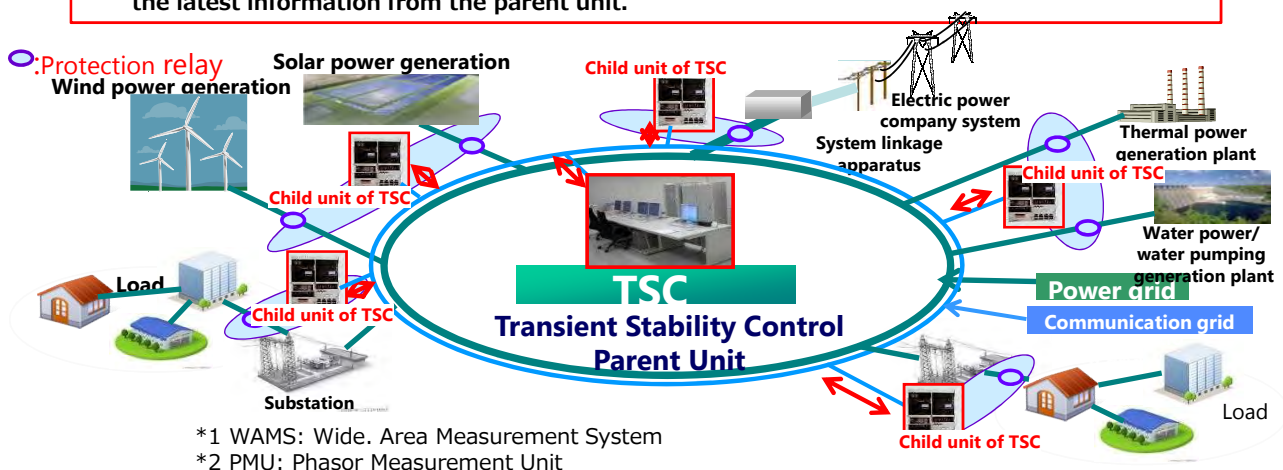 the latest information from the parent unit.
:Protection relay
Wind power generation
Solar power generation
Child unit of TSC
Electric power
company system
System linkage
apparatus
Thermal power
generation plant
Child unit of TSC
Child unit of TSC
Water power/
water pumping
generation plant
Load
Child unit of TSC
TSC
Transient Stability Control
Parent Unit
Power grid
Communication grid
Substation
Load
Child unit of TSC
*1 WAMS: Wide. Area Measurement System
*2 PMU: Phasor Measurement Unit